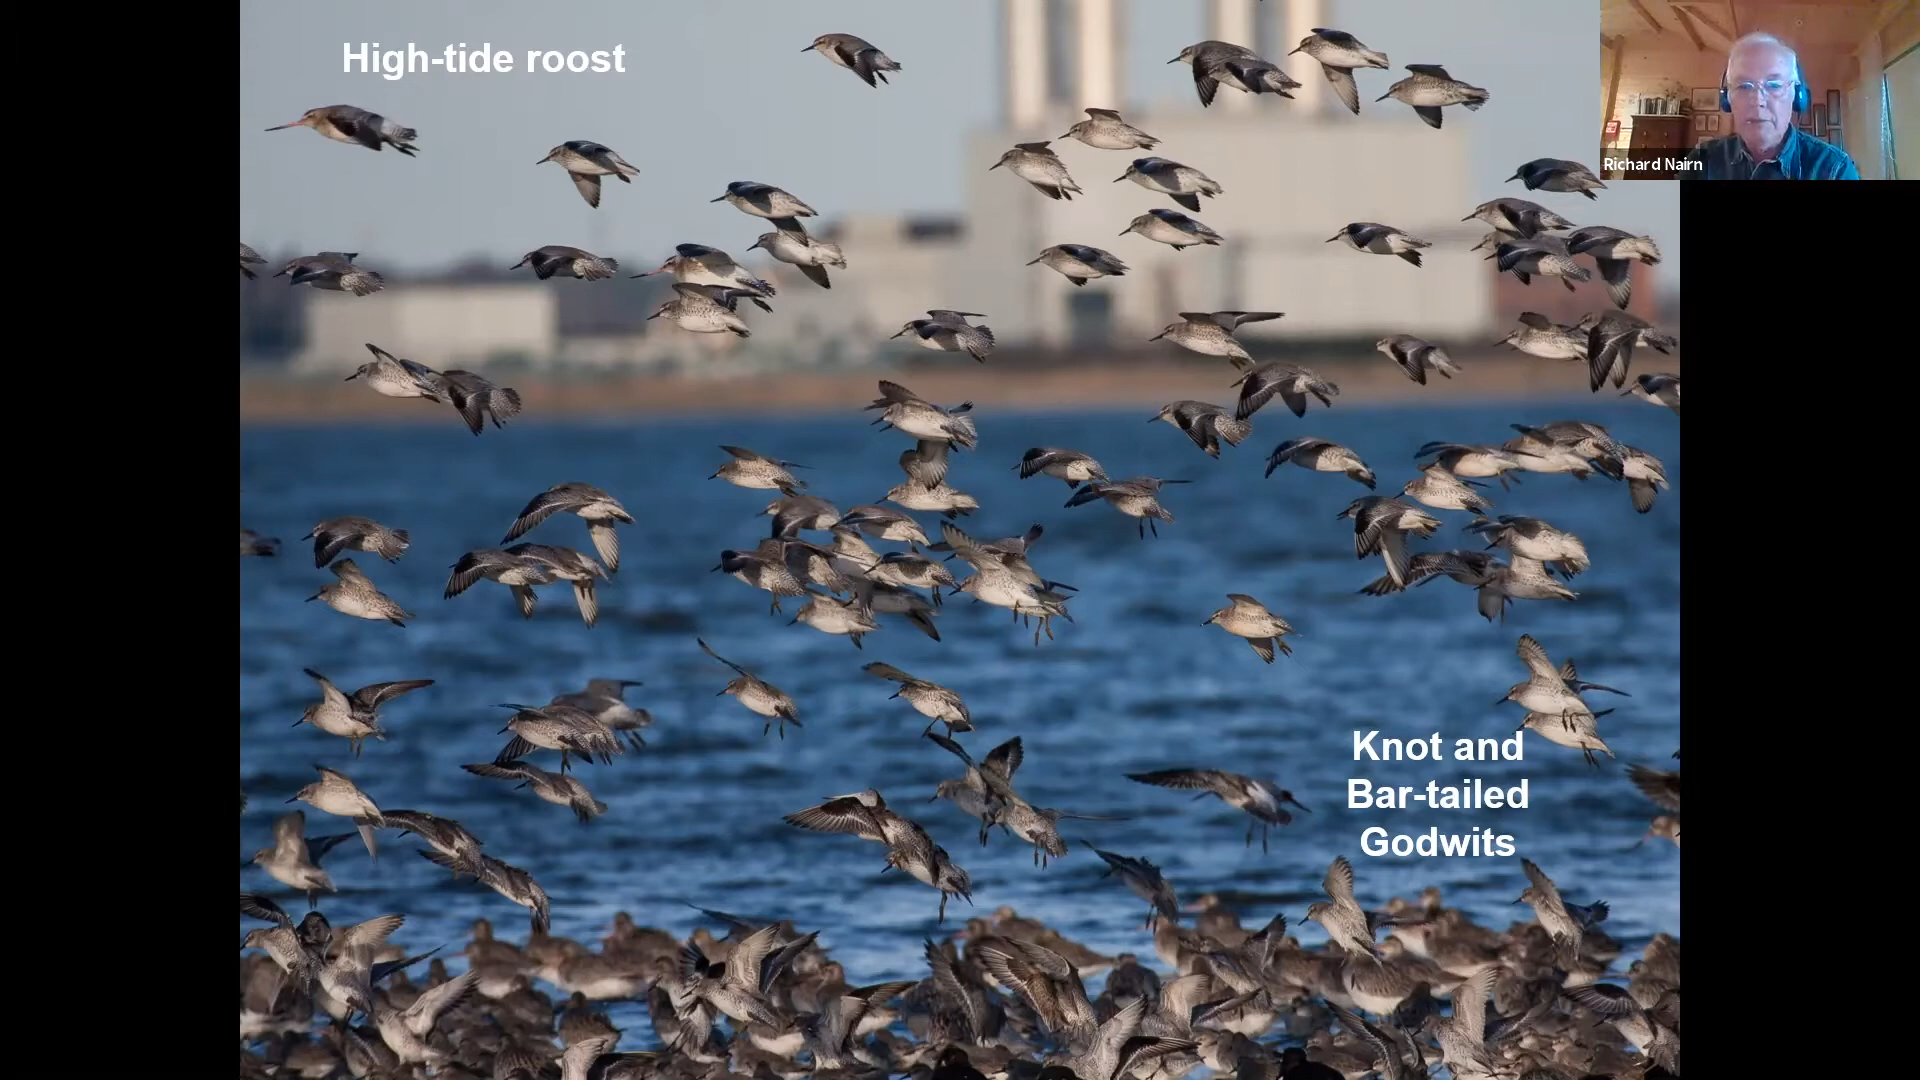 High-tide roost
Richard Nairn
Knot and
Bar-tailed
Godwits